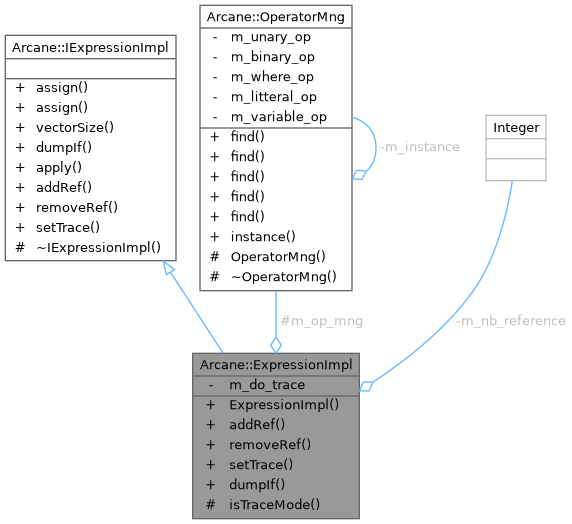 Arcane::IExpressionImpl
+ assign()
+ assign()
+ vectorSize()
+ dumpIf()
+ apply()
+ addRef()
+ removeRef()
+ setTrace()
# ~IExpressionImpl()
Arcane::OperatorMng
- m_unary_op
- m_binary_op
- m_where_op
- m_litteral_op
- m_variable_op
+ find()
+ find()
+ find()
+ find()
+ find()
+ instance()
# OperatorMng()
# ~OperatorMng()
-m_instance
Integer
#m_op_mng
-m_nb_reference
Arcane::ExpressionImpl
- m_do_trace
+ ExpressionImpl()
+ addRef()
+ removeRef()
+ setTrace()
+ dumpIf()
# isTraceMode()